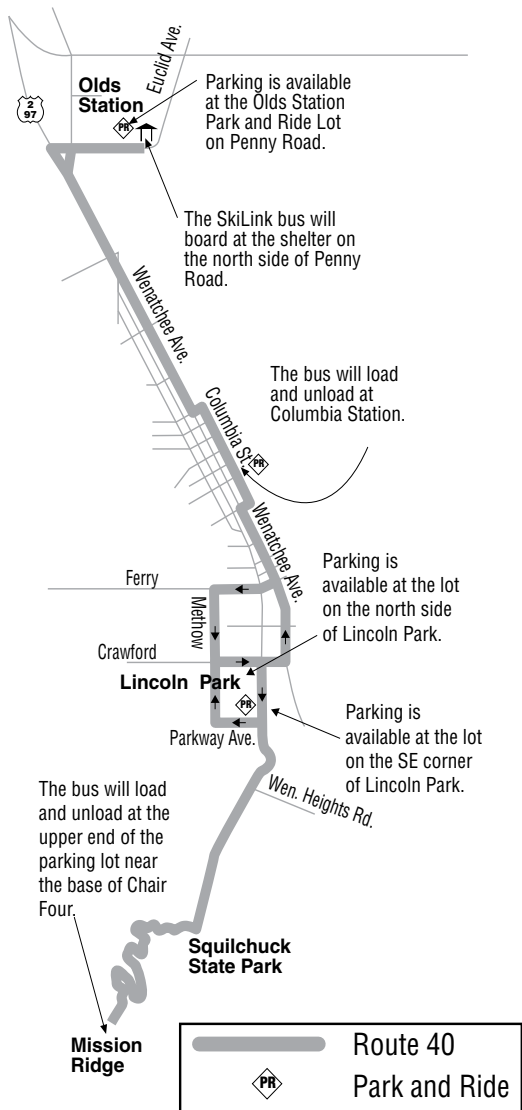 Euclid Ave.
Olds
Station
2
97
PR
Parking is available
at the Olds Station
Park and Ride Lot
on Penny Road.
The SkiLink bus will
board at the shelter on
the north side of Penny
Road.
Wenatchee Ave.
The bus will load
and unload at
Columbia Station.
Columbia St.
PR
Wenatchee Ave.
Parking is
available at the lot
on the north side
of Lincoln Park.
Ferry
Methow
Crawford
Lincoln Park
PR
Parkway Ave.
Parking is
available at the lot
on the SE corner
of Lincoln Park.
Wen. Heights Rd.
The bus will load
and unload at the
upper end of the
parking lot near
the base of Chair
Four.
Squilchuck
State Park
Mission
Ridge
Route 40
PR Park and Ride